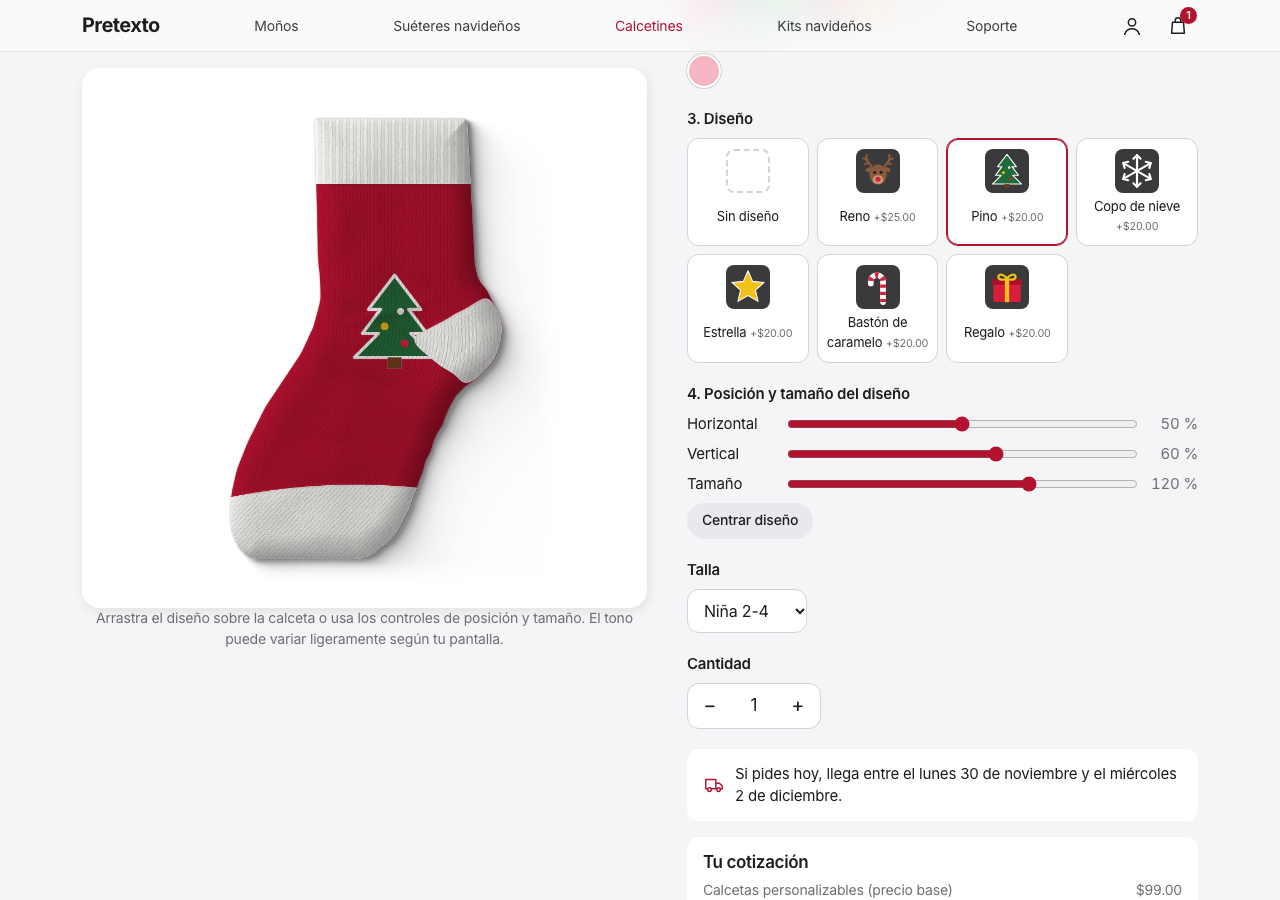 Pretexto
Moños
Suéteres navideños
Calcetines
Kits navideños
Soporte
1
3. Diseño
Sin diseño
Reno +$25.00
Pino +$20.00
Copo de nieve
+$20.00
Estrella +$20.00
Bastón de
caramelo +$20.00
Regalo +$20.00
4. Posición y tamaño del diseño
Horizontal 50 %
Vertical 60 %
Tamaño 120 %
Centrar diseño
Talla
Niña 2-4
Cantidad
− 1 +
Si pides hoy, llega entre el lunes 30 de noviembre y el miércoles
2 de diciembre.
Tu cotización
Calcetas personalizables (precio base) $99.00
Arrastra el diseño sobre la calceta o usa los controles de posición y tamaño. El tono
puede variar ligeramente según tu pantalla.